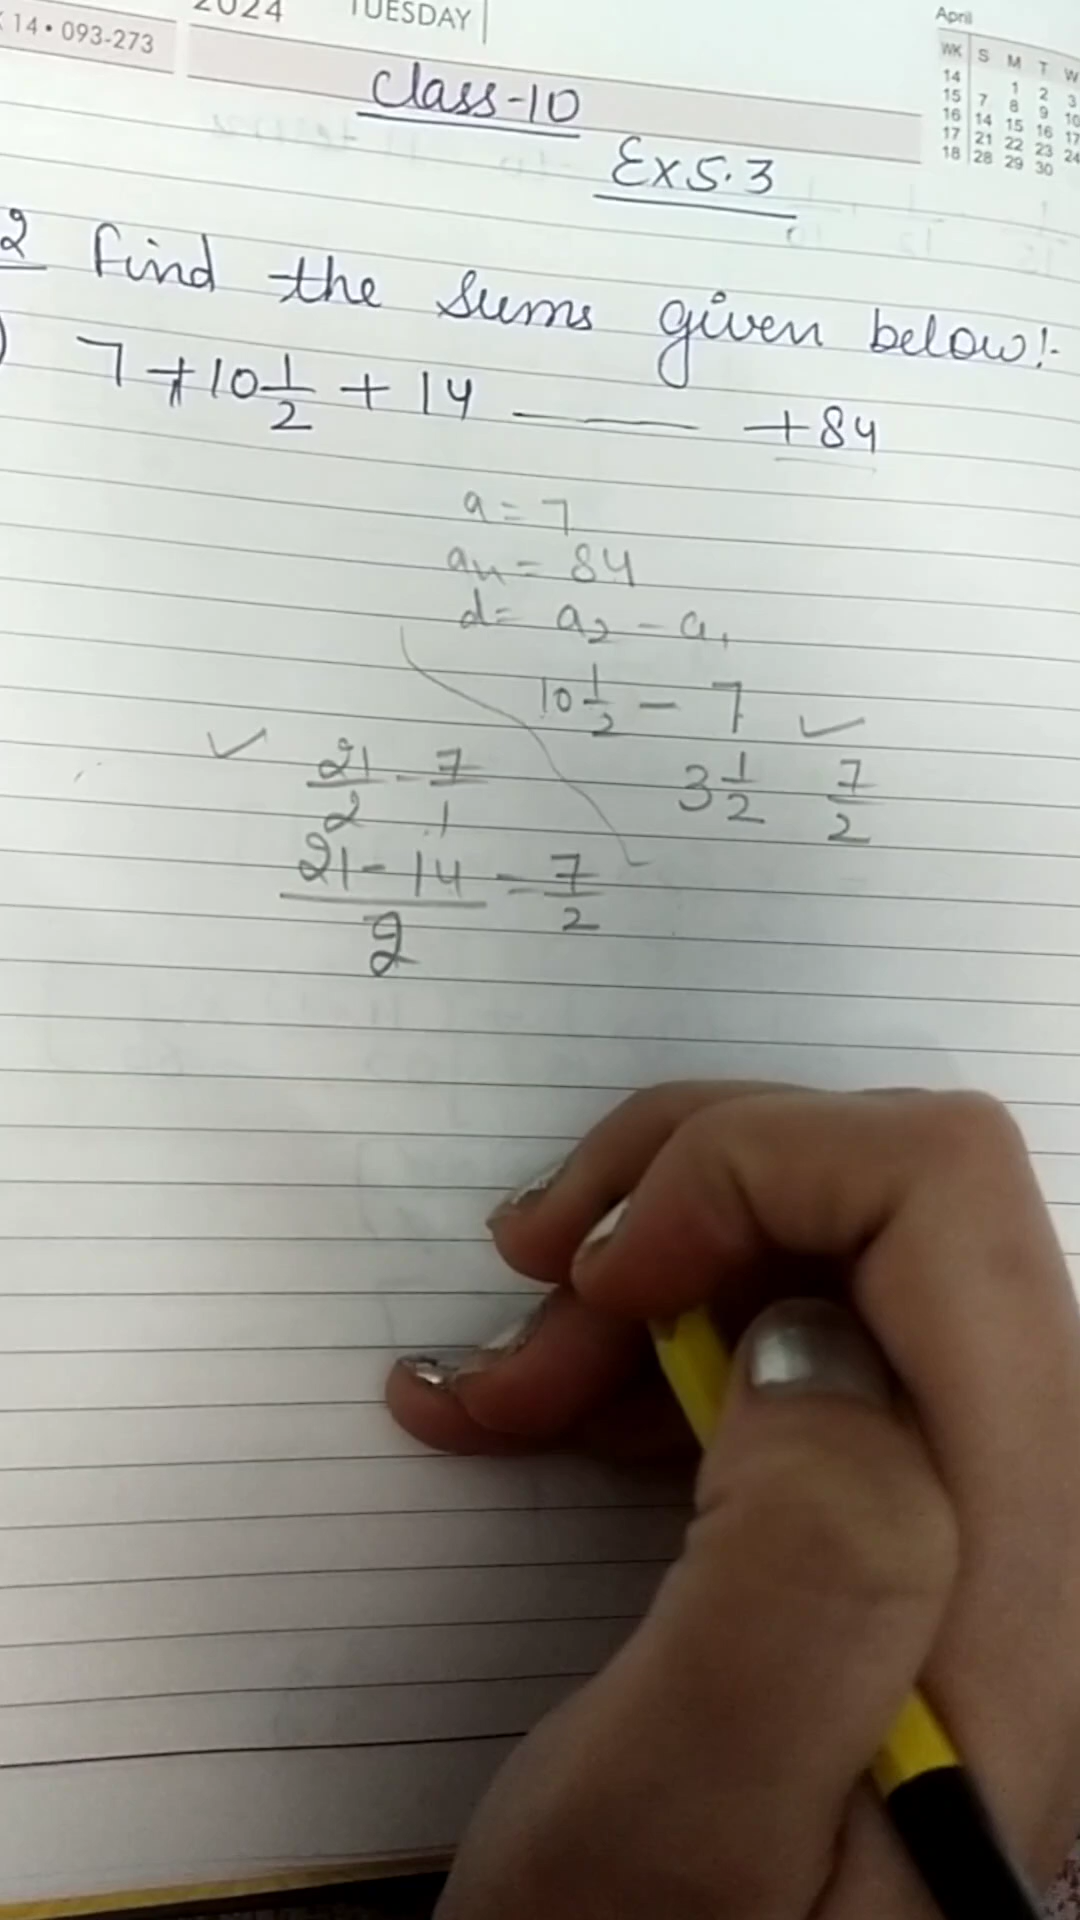 2024 TUESDAY
14 • 093-273
April
WK S M T W
14 1 2 3
15 7 8 9 10
16 14 15 16 17
17 21 22 23 24
18 28 29 30
Class-10
Ex 5.3
2 Find the sums given below:-
) 7 + 10 1/2 + 14 ——— + 84
a = 7
an = 84
d = a2 - a1
10 1/2 - 7 ✓
✓ 21/2 - 7/1 3 1/2 7/2
21 - 14/2 = 7/2